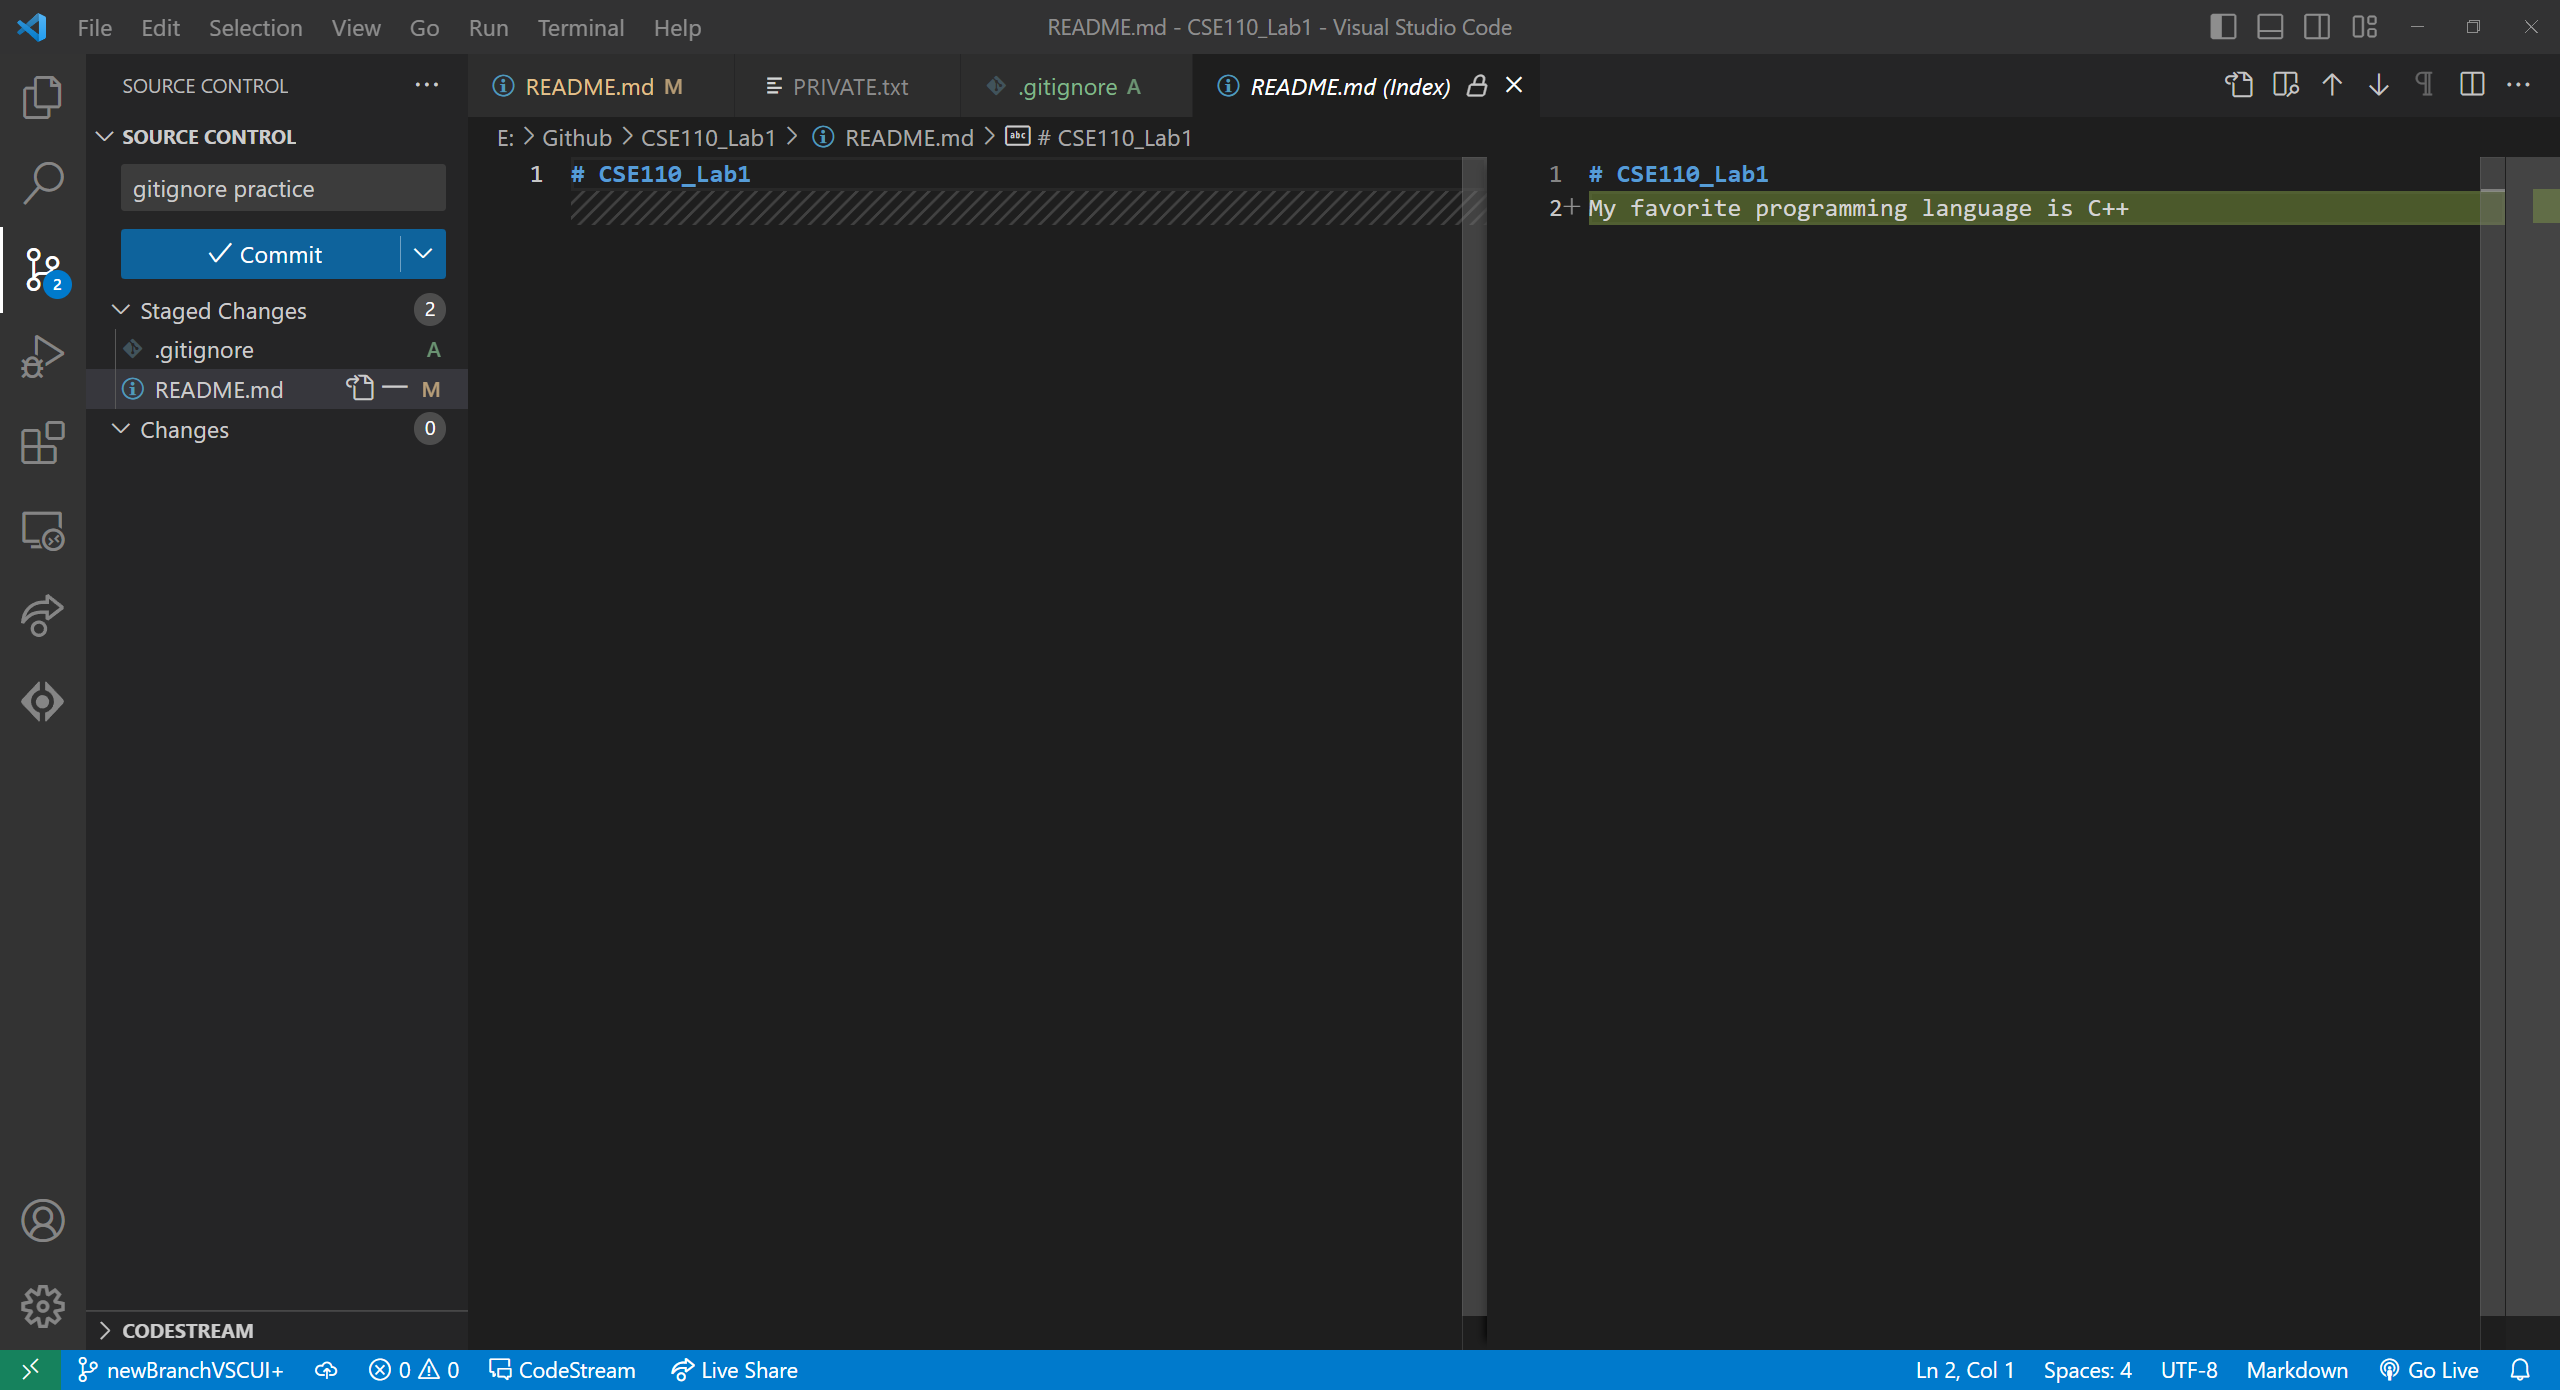 File Edit Selection View Go Run Terminal Help
README.md - CSE110_Lab1 - Visual Studio Code
SOURCE CONTROL
README.md M
PRIVATE.txt
.gitignore A
README.md (Index)
SOURCE CONTROL
E: > Github > CSE110_Lab1 > README.md > # CSE110_Lab1
gitignore practice
Commit
Staged Changes 2
.gitignore A
README.md M
Changes 0
2
1 # CSE110_Lab1
1 # CSE110_Lab1
2+ My favorite programming language is C++
CODESTREAM
newBranchVSCUI+ 0 0 CodeStream Live Share
Ln 2, Col 1 Spaces: 4 UTF-8 Markdown Go Live